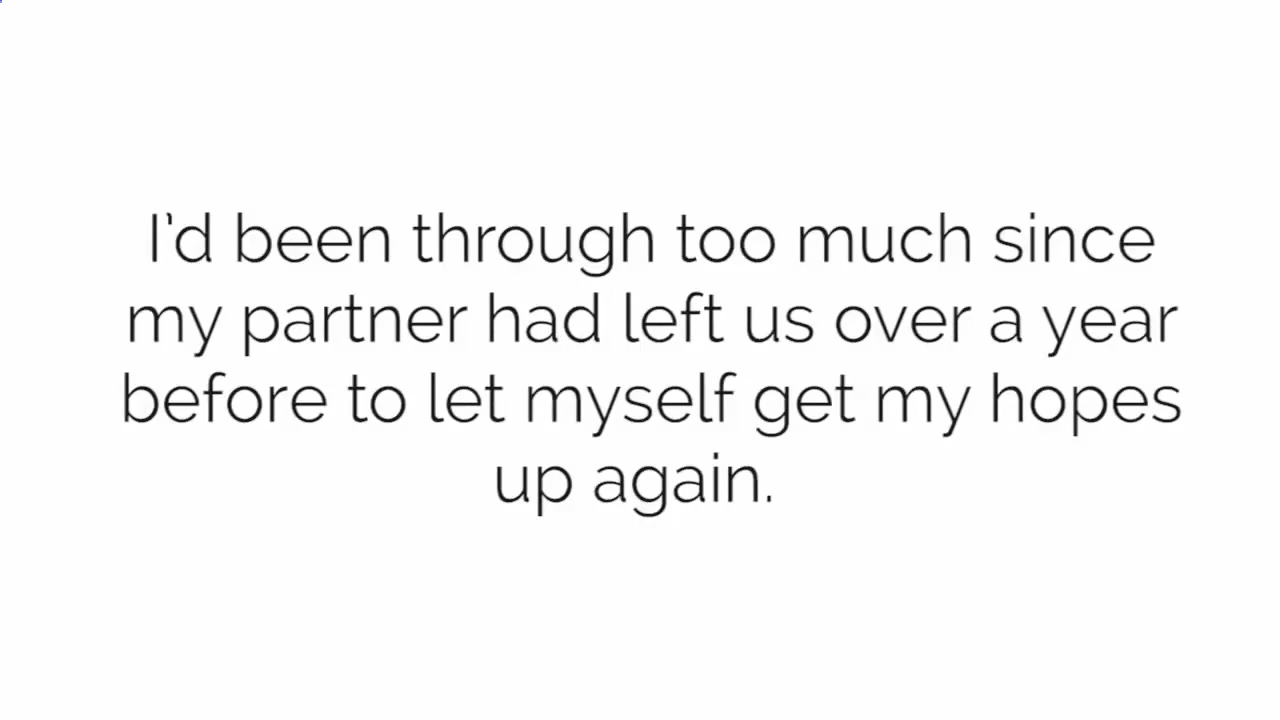 I’d been through too much since
my partner had left us over a year
before to let myself get my hopes
up again.